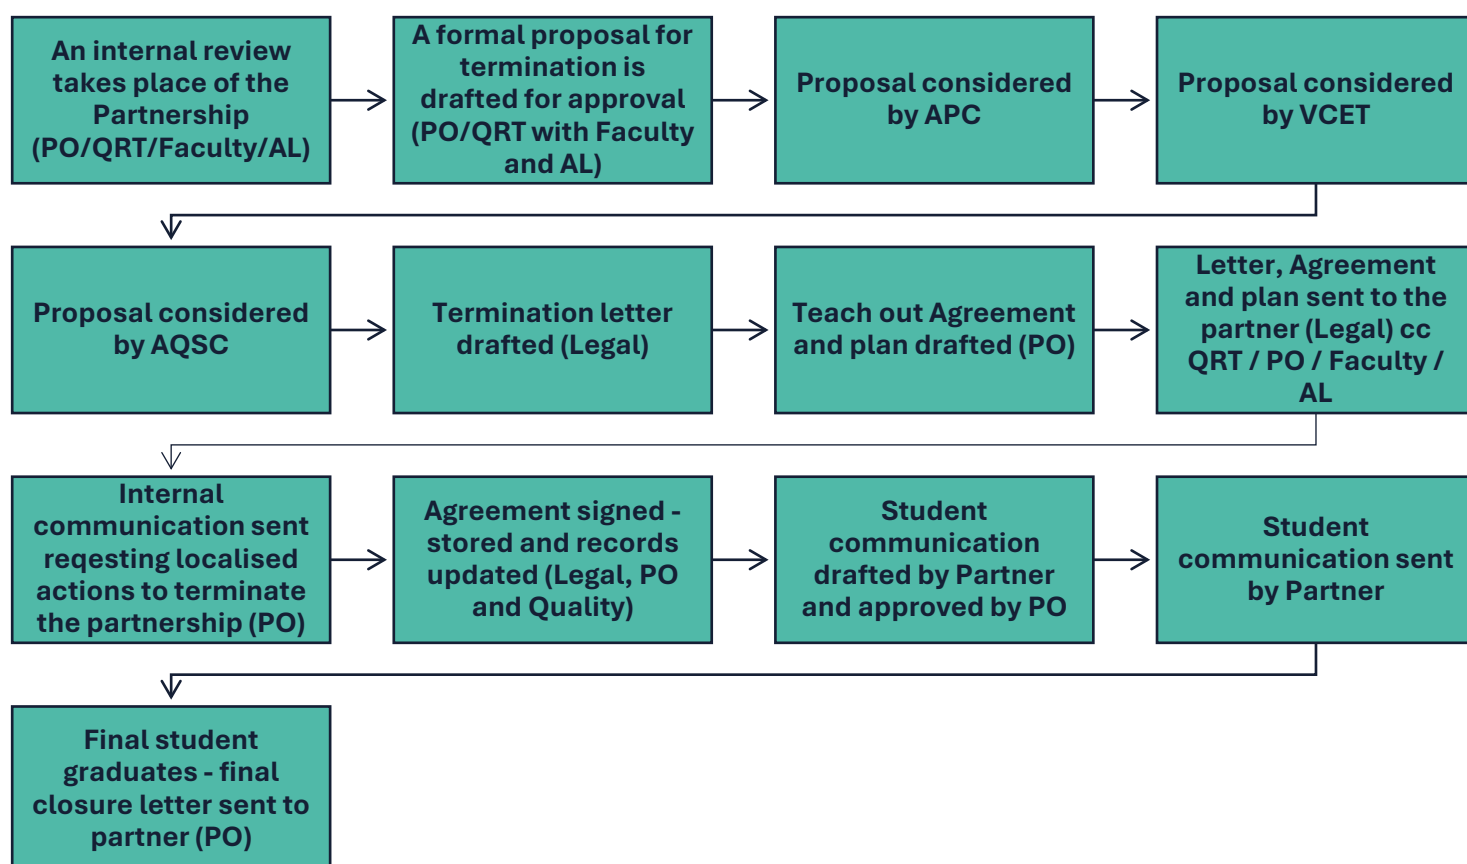 An internal review
takes place of the
Partnership
(PO/QRT/Faculty/AL)
A formal proposal for
termination is
drafted for approval
(PO/QRT with Faculty
and AL)
Proposal considered
by APC
Proposal considered
by VCET
Proposal considered
by AQSC
Termination letter
drafted (Legal)
Teach out Agreement
and plan drafted (PO)
Letter, Agreement
and plan sent to the
partner (Legal) cc
QRT / PO / Faculty /
AL
Internal
communication sent
reqesting localised
actions to terminate
the partnership (PO)
Agreement signed -
stored and records
updated (Legal, PO
and Quality)
Student
communication
drafted by Partner
and approved by PO
Student
communication sent
by Partner
Final student
graduates - final
closure letter sent to
partner (PO)